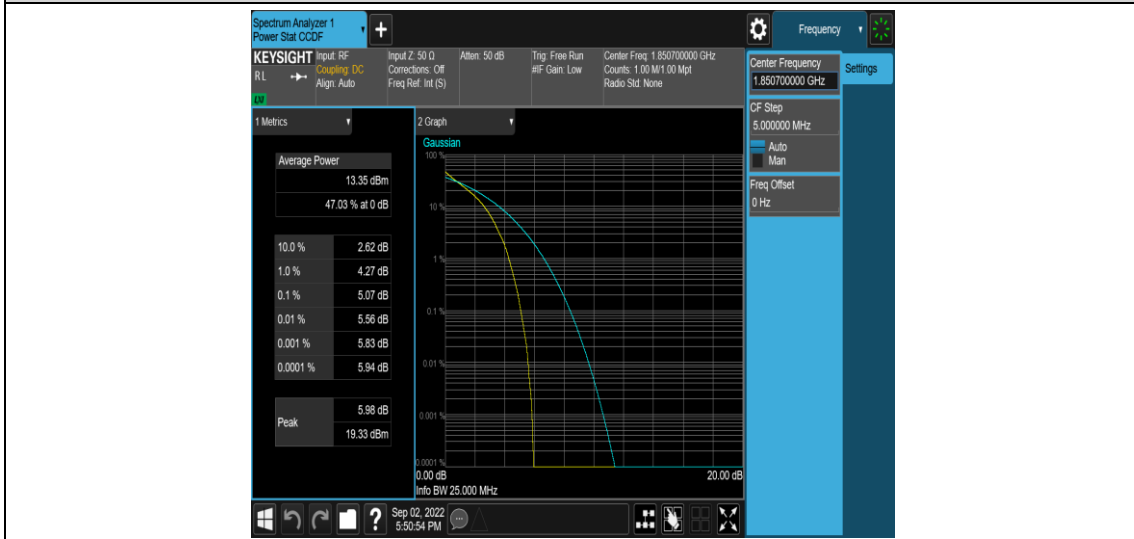 Spectrum Analyzer 1
Power Stat CCDF
+
Frequency
KEYSIGHT
RL
LXI
Input: RF
Coupling: DC
Align: Auto
Input Z: 50 Ω
Corrections: Off
Freq Ref: Int (S)
Atten: 50 dB
Trig: Free Run
#IF Gain: Low
Center Freq: 1.850700000 GHz
Counts: 1.00 M/1.00 Mpt
Radio Std: None
Center Frequency
1.850700000 GHz
Settings
CF Step
5.000000 MHz
Auto
Man
Freq Offset
0 Hz
1 Metrics
Average Power
13.35 dBm
47.03 % at 0 dB
10.0 % 2.62 dB
1.0 % 4.27 dB
0.1 % 5.07 dB
0.01 % 5.56 dB
0.001 % 5.83 dB
0.0001 % 5.94 dB
Peak
5.98 dB
19.33 dBm
2 Graph
Gaussian
100 %
10 %
1 %
0.1 %
0.01 %
0.001 %
0.0001 %
0.00 dB 20.00 dB
Info BW 25.000 MHz
?
Sep 02, 2022
5:50:54 PM